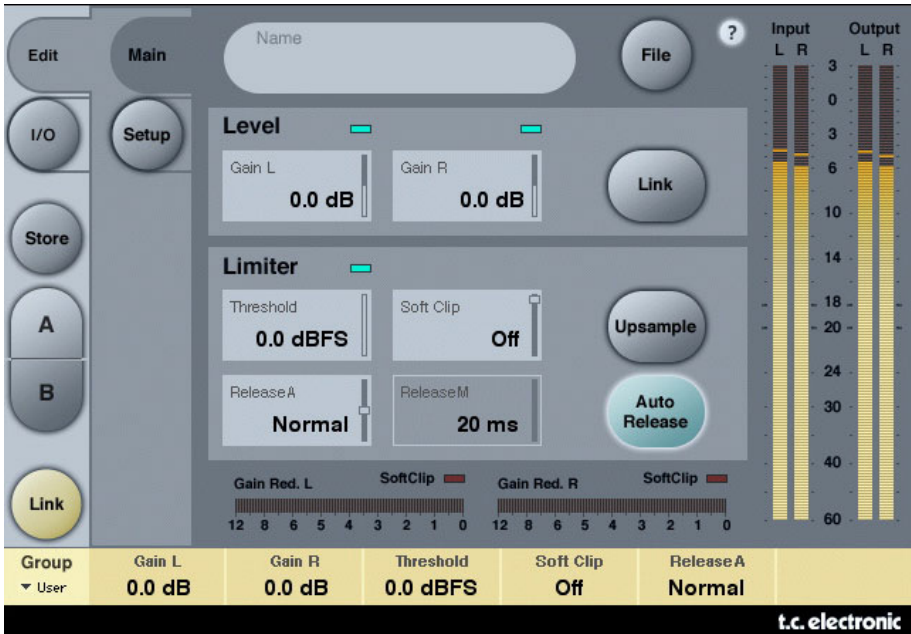 Edit
Main
Name
File
?
Input
L R
Output
L R
I/O
Setup
Level
Gain L
0.0 dB
Gain R
0.0 dB
Link
Store
Limiter
Threshold
0.0 dBFS
Soft Clip
Off
Upsample
A
B
ReleaseA
Normal
ReleaseM
20 ms
Auto
Release
Link
Gain Red. L
SoftClip
12 8 6 5 4 3 2 1 0
Gain Red. R
SoftClip
12 8 6 5 4 3 2 1 0
3
0
3
6
10
14
18
20
24
30
40
60
Group
User
Gain L
0.0 dB
Gain R
0.0 dB
Threshold
0.0 dBFS
Soft Clip
Off
ReleaseA
Normal
t.c. electronic